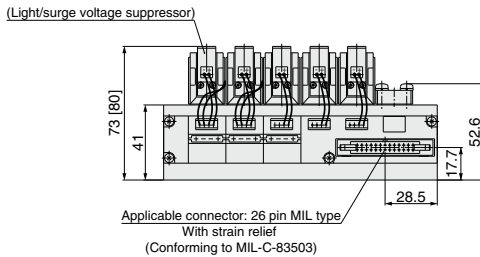 (Light/surge voltage suppressor)
73 [80]
41
52.6
17.7
28.5
Applicable connector: 26 pin MIL type
With strain relief
(Conforming to MIL-C-83503)